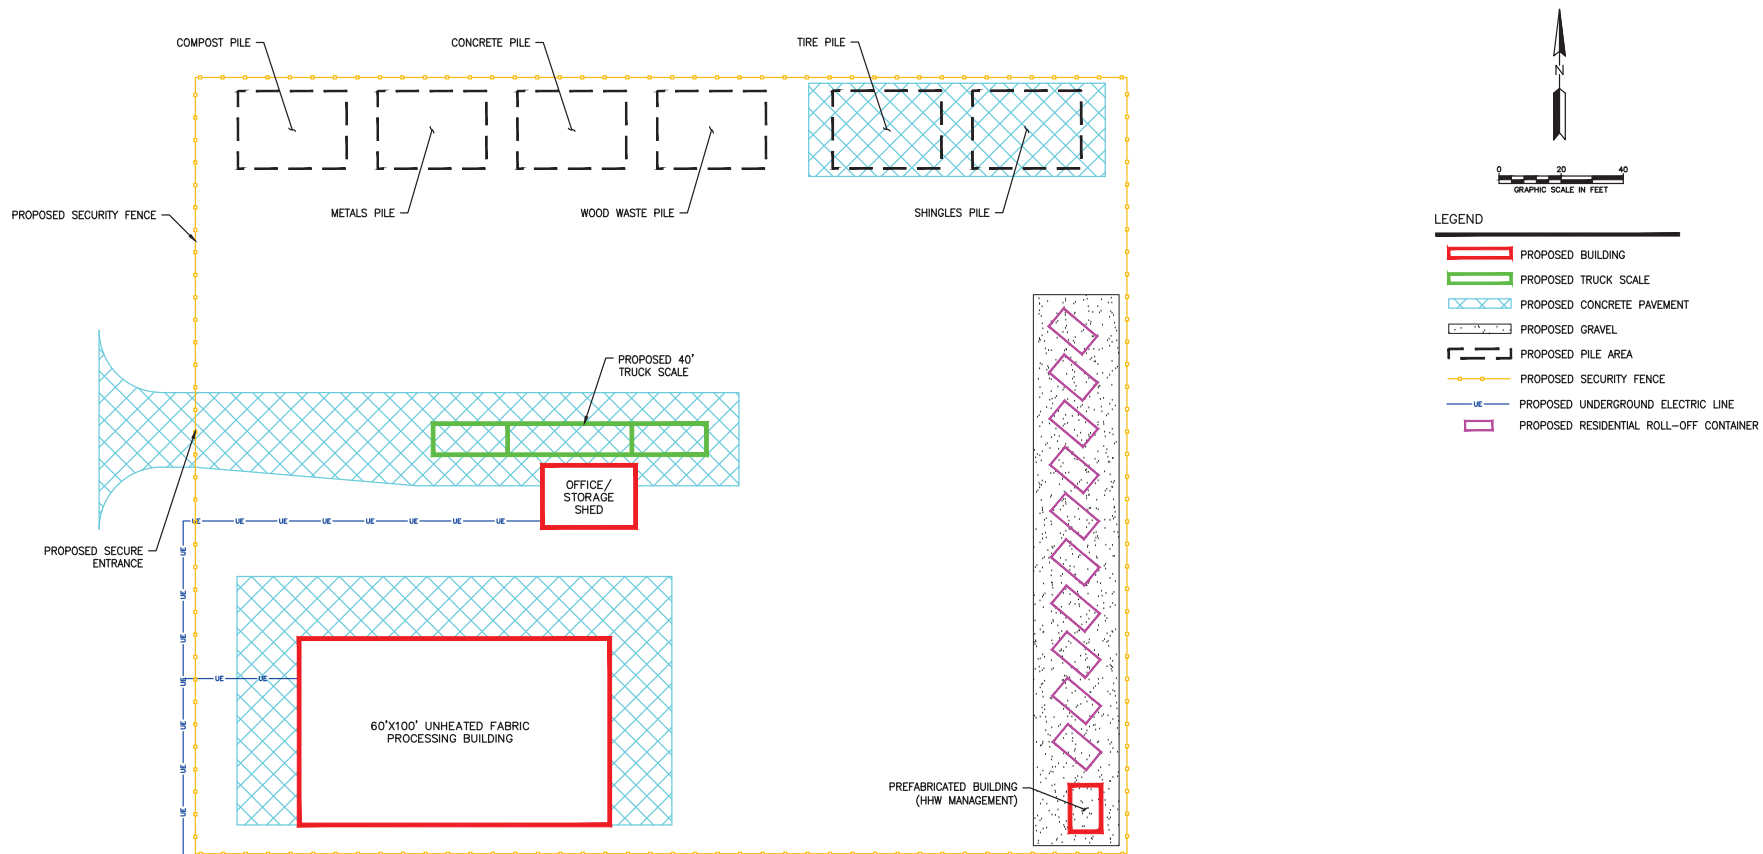 COMPOST PILE
CONCRETE PILE
TIRE PILE
METALS PILE
WOOD WASTE PILE
SHINGLES PILE
PROPOSED SECURITY FENCE
PROPOSED 40'
TRUCK SCALE
OFFICE/
STORAGE
SHED
UE UE UE UE UE UE UE UE
PROPOSED SECURE
ENTRANCE
UE
UE
UE
UE
UE
UE
UE
UE UE
60'X100' UNHEATED FABRIC
PROCESSING BUILDING
PREFABRICATED BUILDING
(HHW MANAGEMENT)
N
0 20 40
GRAPHIC SCALE IN FEET
LEGEND
PROPOSED BUILDING
PROPOSED TRUCK SCALE
PROPOSED CONCRETE PAVEMENT
PROPOSED GRAVEL
PROPOSED PILE AREA
PROPOSED SECURITY FENCE
UE PROPOSED UNDERGROUND ELECTRIC LINE
PROPOSED RESIDENTIAL ROLL-OFF CONTAINER